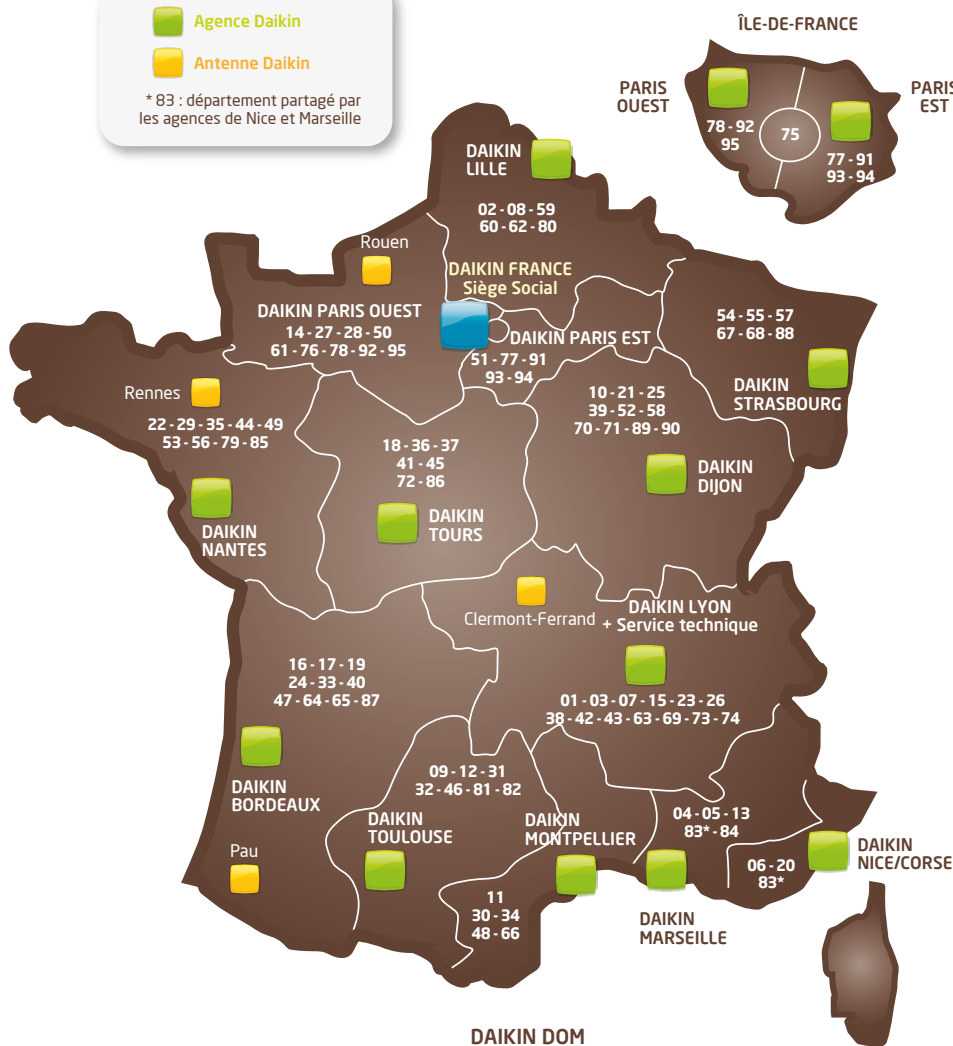 Agence Daikin
Antenne Daikin
* 83 : département partagé par
les agences de Nice et Marseille
ÎLE-DE-FRANCE
PARIS
OUEST
78 - 92
95
75
PARIS
EST
77 - 91
93 - 94
DAIKIN
LILLE
02 - 08 - 59
60 - 62 - 80
Rouen
DAIKIN FRANCE
Siège Social
DAIKIN PARIS OUEST
14 - 27 - 28 - 50
61 - 76 - 78 - 92 - 95
DAIKIN PARIS EST
51 - 77 - 91
93 - 94
54 - 55 - 57
67 - 68 - 88
DAIKIN
STRASBOURG
Rennes
22 - 29 - 35 - 44 - 49
53 - 56 - 79 - 85
DAIKIN
NANTES
18 - 36 - 37
41 - 45
72 - 86
DAIKIN
TOURS
10 - 21 - 25
39 - 52 - 58
70 - 71 - 89 - 90
DAIKIN
DIJON
Clermont-Ferrand
DAIKIN LYON
+ Service technique
01 - 03 - 07 - 15 - 23 - 26
38 - 42 - 43 - 63 - 69 - 73 - 74
16 - 17 - 19
24 - 33 - 40
47 - 64 - 65 - 87
DAIKIN
BORDEAUX
Pau
09 - 12 - 31
32 - 46 - 81 - 82
DAIKIN
TOULOUSE
DAIKIN
MONTPELLIER
11
30 - 34
48 - 66
04 - 05 - 13
83* - 84
DAIKIN
MARSEILLE
06 - 20
83*
DAIKIN
NICE/CORSE
DAIKIN DOM